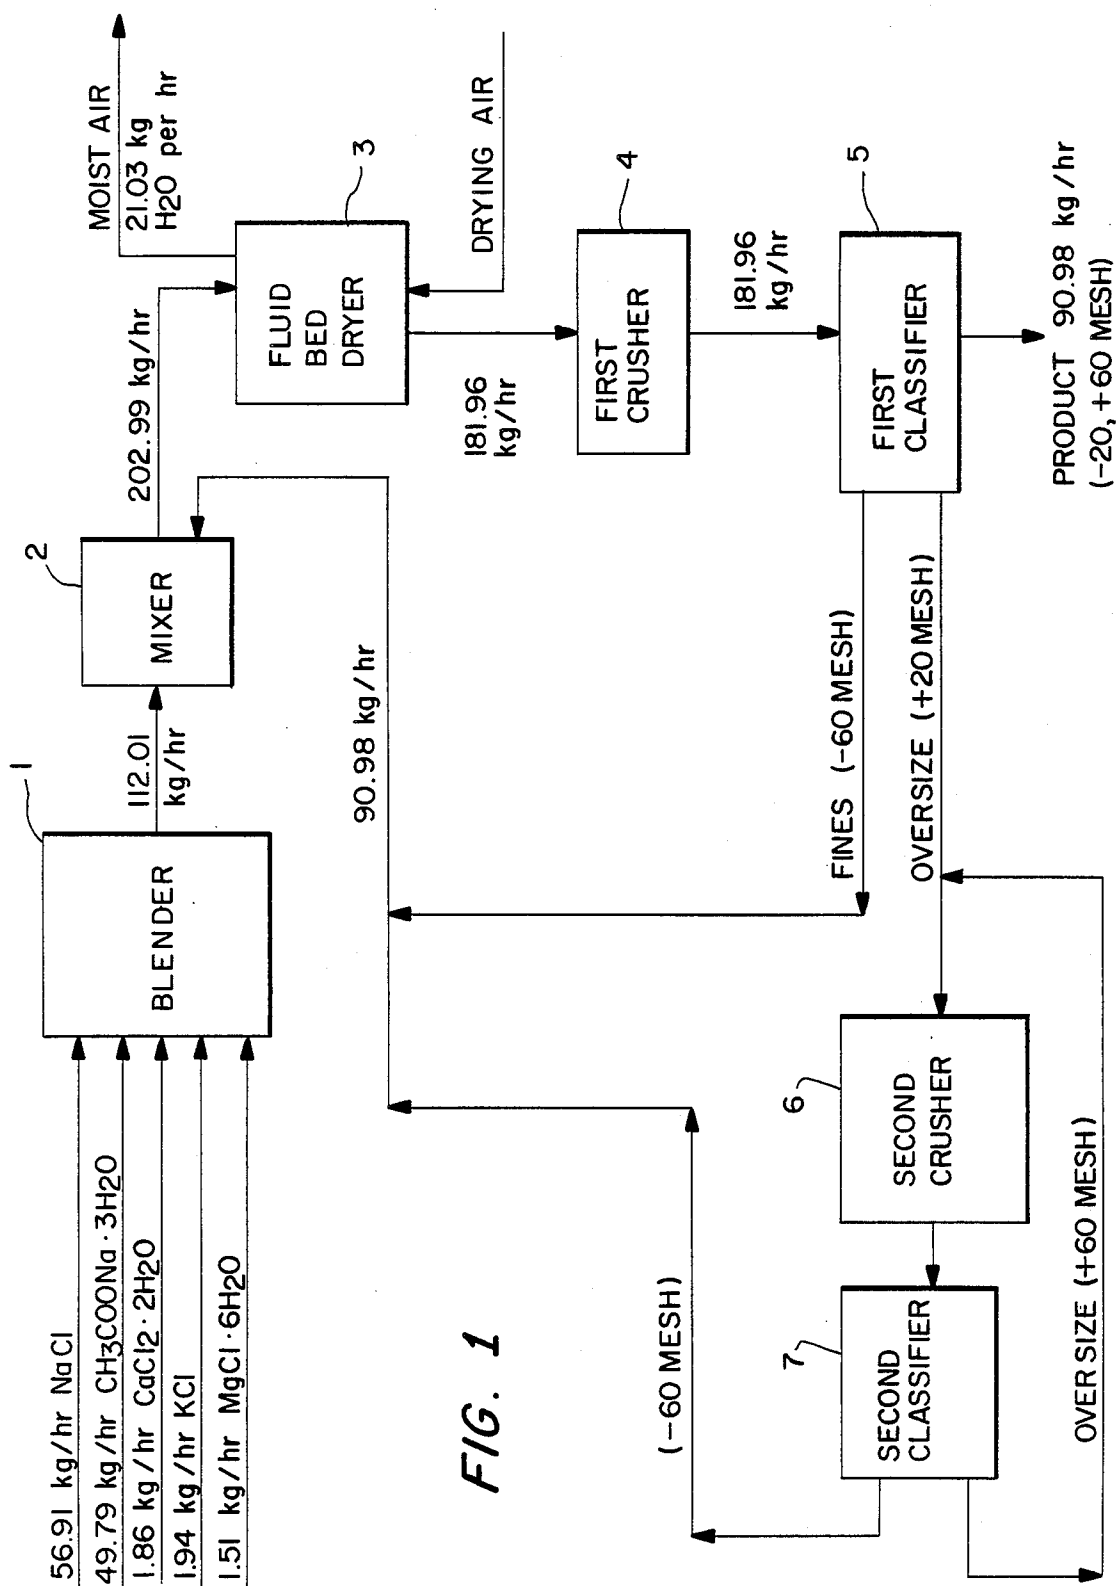 56.91 kg/hr NaCl
49.79 kg/hr CH3COONa·3H2O
1.86 kg/hr CaCl2·2H2O
1.94 kg/hr KCl
1.51 kg/hr MgCl·6H2O
1
BLENDER
112.01
kg/hr
2
MIXER
202.99 kg/hr
90.98 kg/hr
MOIST AIR
21.03 kg
H2O per hr
3
FLUID
BED
DRYER
DRYING AIR
181.96
kg/hr
4
FIRST
CRUSHER
181.96
kg/hr
5
FIRST
CLASSIFIER
PRODUCT 90.98 kg/hr
(-20,+60 MESH)
FINES (-60 MESH)
OVERSIZE (+20 MESH)
6
SECOND
CRUSHER
7
SECOND
CLASSIFIER
(-60 MESH)
OVERSIZE (+60 MESH)
FIG. 1